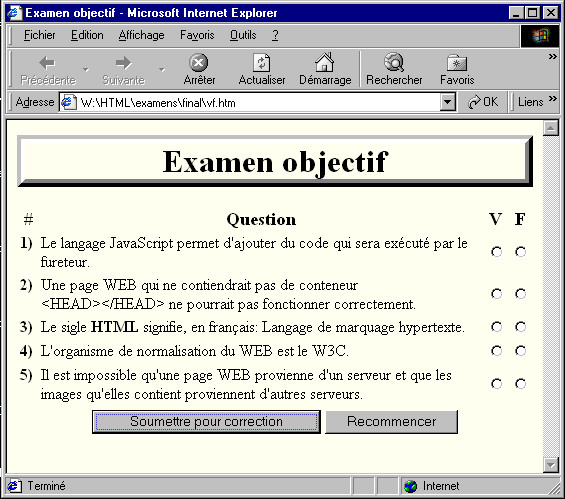 Examen objectif - Microsoft Internet Explorer
Fichier Edition Affichage Favoris Outils ?
Précédente Suivante Arrêter Actualiser Démarrage Rechercher Favoris »
Adresse W:\HTML\examens\final\vf.htm OK Liens »
Examen objectif
# Question V F
1) Le langage JavaScript permet d'ajouter du code qui sera exécuté par le
fureteur.
2) Une page WEB qui ne contiendrait pas de conteneur
<HEAD></HEAD> ne pourrait pas fonctionner correctement.
3) Le sigle HTML signifie, en français: Langage de marquage hypertexte.
4) L'organisme de normalisation du WEB est le W3C.
5) Il est impossible qu'une page WEB provienne d'un serveur et que les
images qu'elles contient proviennent d'autres serveurs.
Soumettre pour correction Recommencer
Terminé Internet